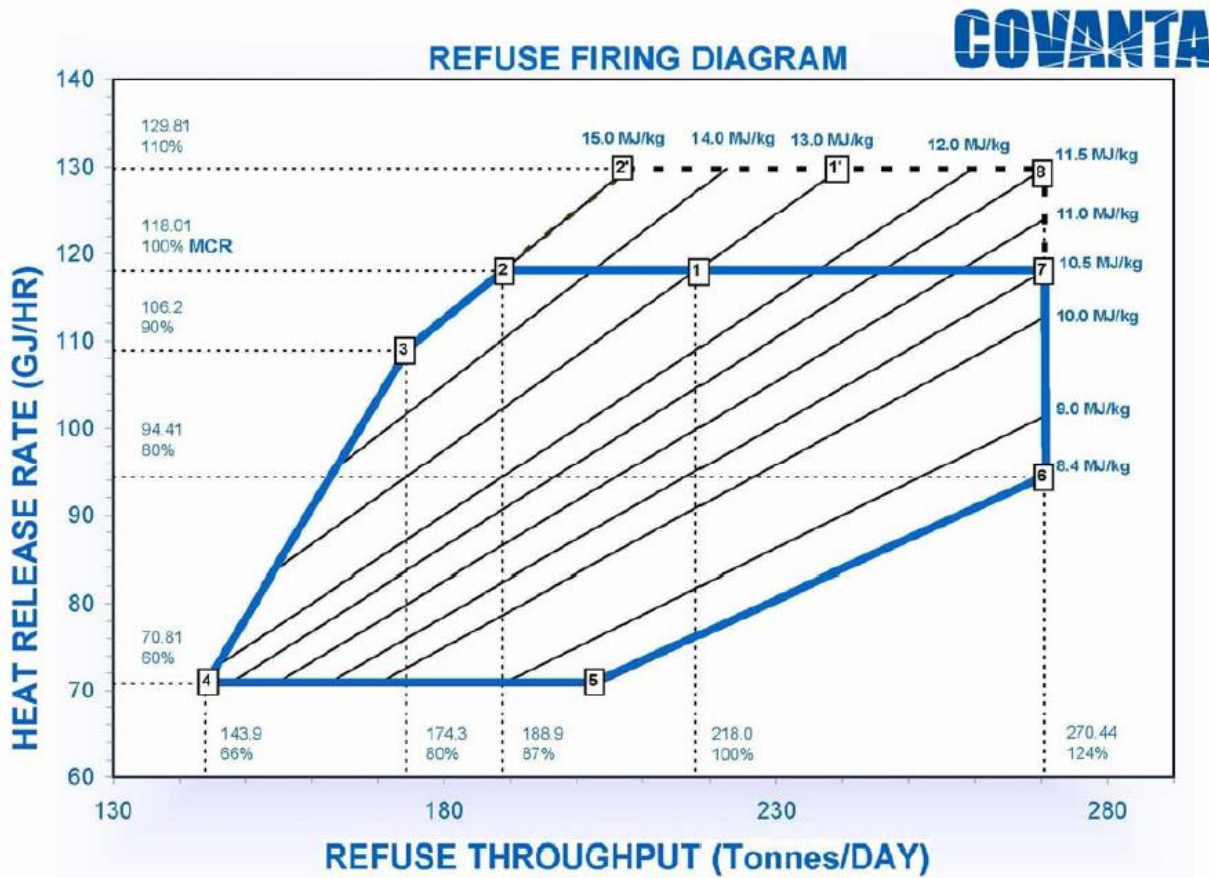 COVANTA
REFUSE FIRING DIAGRAM
HEAT RELEASE RATE (GJ/HR)
140
130
120
110
100
90
80
70
60
129.81
110%
118.01
100% MCR
106.2
90%
94.41
80%
70.81
60%
15.0 MJ/kg
14.0 MJ/kg
13.0 MJ/kg
12.0 MJ/kg
11.5 MJ/kg
11.0 MJ/kg
10.5 MJ/kg
10.0 MJ/kg
9.0 MJ/kg
8.4 MJ/kg
2'
1'
8
2
1
7
3
6
4
5
143.9
66%
174.3
80%
188.9
87%
218.0
100%
270.44
124%
130
180
230
280
REFUSE THROUGHPUT (Tonnes/DAY)